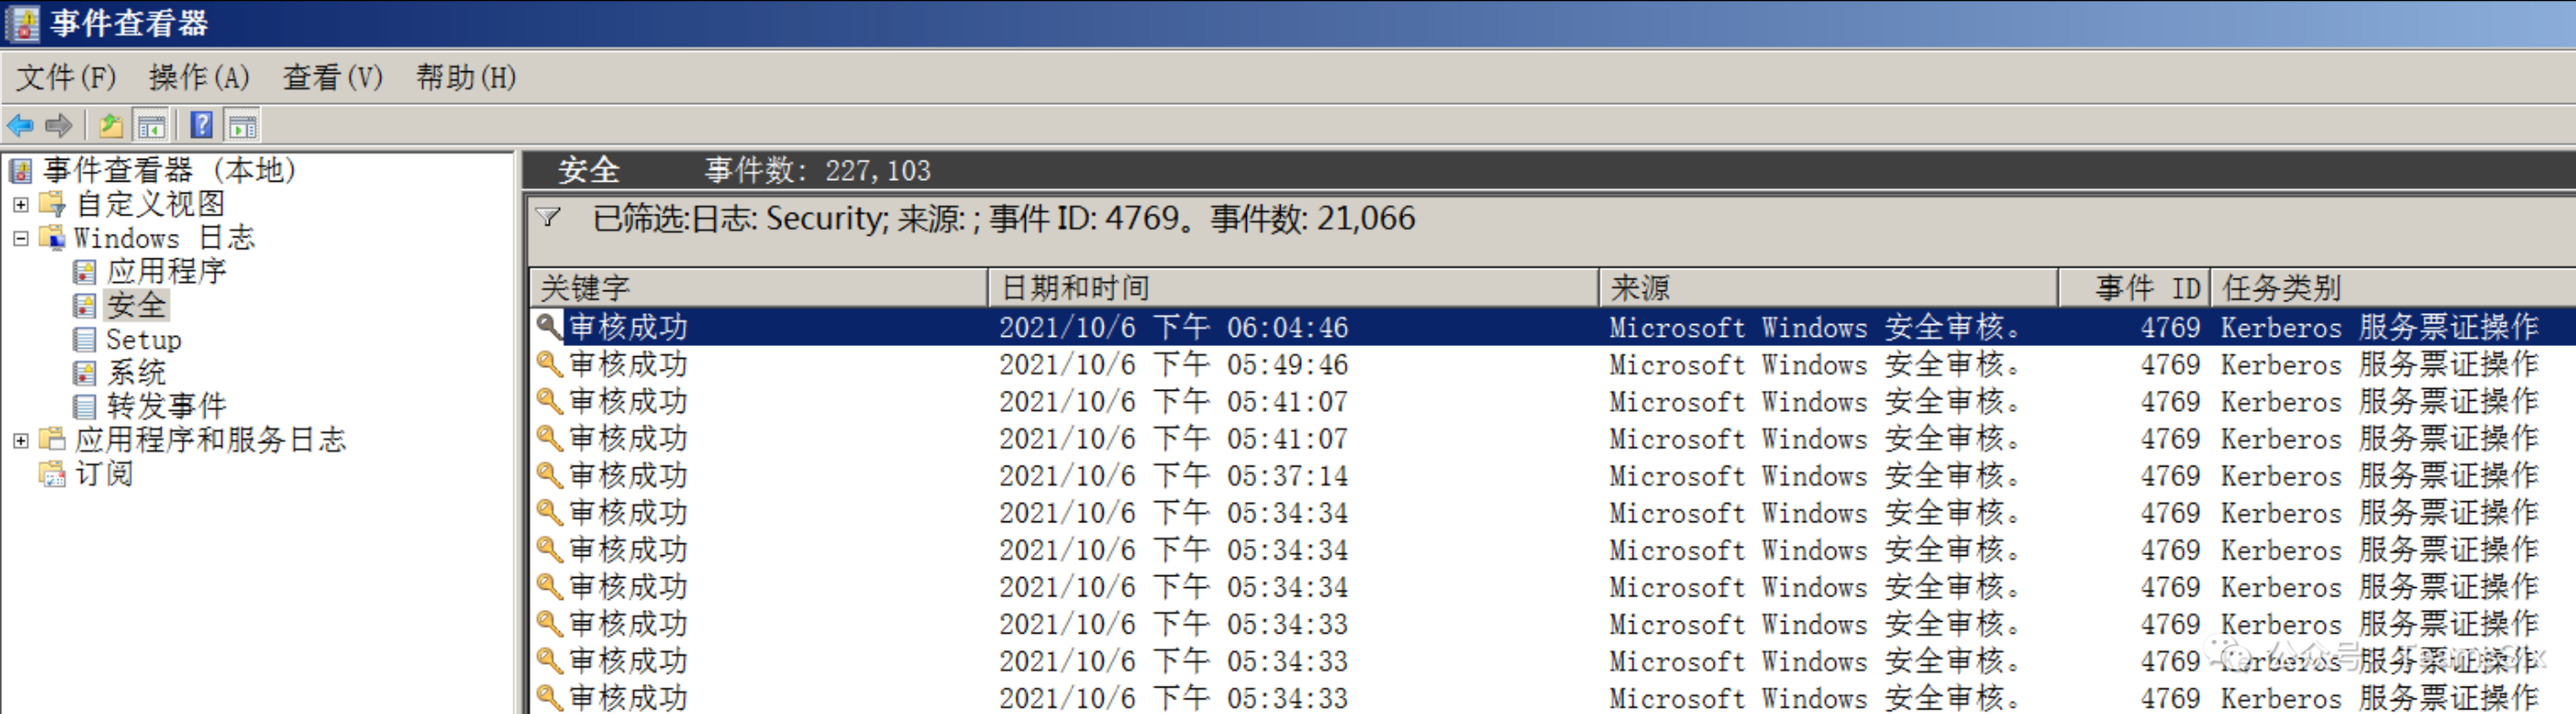 事件查看器
文件(F) 操作(A) 查看(V) 帮助(H)
事件查看器 (本地)
自定义视图
Windows 日志
应用程序
安全
Setup
系统
转发事件
应用程序和服务日志
订阅
安全 事件数: 227,103
已筛选:日志: Security; 来源: ; 事件 ID: 4769。事件数: 21,066
关键字 日期和时间 来源 事件 ID 任务类别
审核成功 2021/10/6 下午 06:04:46 Microsoft Windows 安全审核。 4769 Kerberos 服务票证操作
审核成功 2021/10/6 下午 05:49:46 Microsoft Windows 安全审核。 4769 Kerberos 服务票证操作
审核成功 2021/10/6 下午 05:41:07 Microsoft Windows 安全审核。 4769 Kerberos 服务票证操作
审核成功 2021/10/6 下午 05:41:07 Microsoft Windows 安全审核。 4769 Kerberos 服务票证操作
审核成功 2021/10/6 下午 05:37:14 Microsoft Windows 安全审核。 4769 Kerberos 服务票证操作
审核成功 2021/10/6 下午 05:34:34 Microsoft Windows 安全审核。 4769 Kerberos 服务票证操作
审核成功 2021/10/6 下午 05:34:34 Microsoft Windows 安全审核。 4769 Kerberos 服务票证操作
审核成功 2021/10/6 下午 05:34:34 Microsoft Windows 安全审核。 4769 Kerberos 服务票证操作
审核成功 2021/10/6 下午 05:34:33 Microsoft Windows 安全审核。 4769 Kerberos 服务票证操作
审核成功 2021/10/6 下午 05:34:33 Microsoft Windows 安全审核。 4769 Kerberos 服务票证操作
审核成功 2021/10/6 下午 05:34:33 Microsoft Windows 安全审核。 4769 Kerberos 服务票证操作